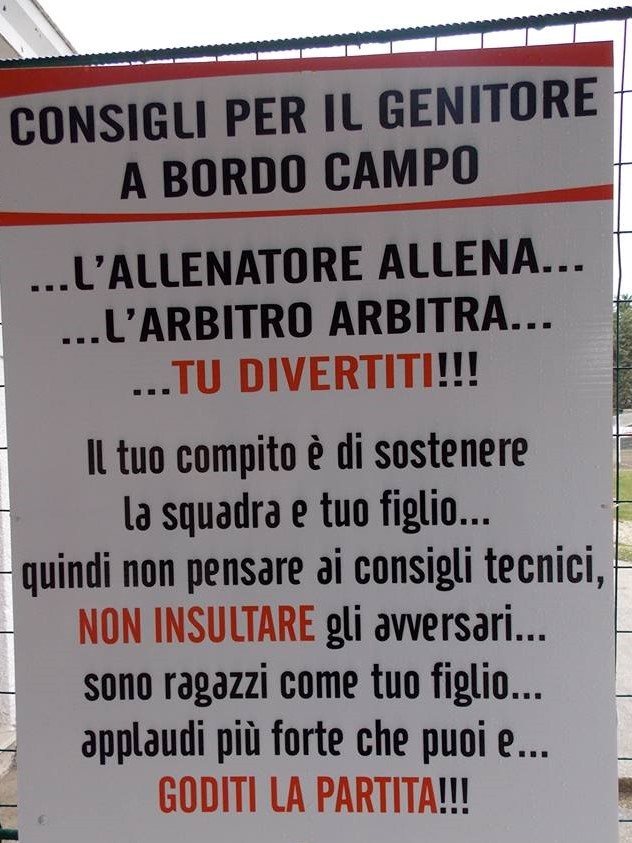 CONSIGLI PER IL GENITORE
A BORDO CAMPO
...L'ALLENATORE ALLENA...
...L'ARBITRO ARBITRA...
...TU DIVERTITI!!!
Il tuo compito è di sostenere
la squadra e tuo figlio...
quindi non pensare ai consigli tecnici,
NON INSULTARE gli avversari...
sono ragazzi come tuo figlio...
applaudi più forte che puoi e...
GODITI LA PARTITA!!!